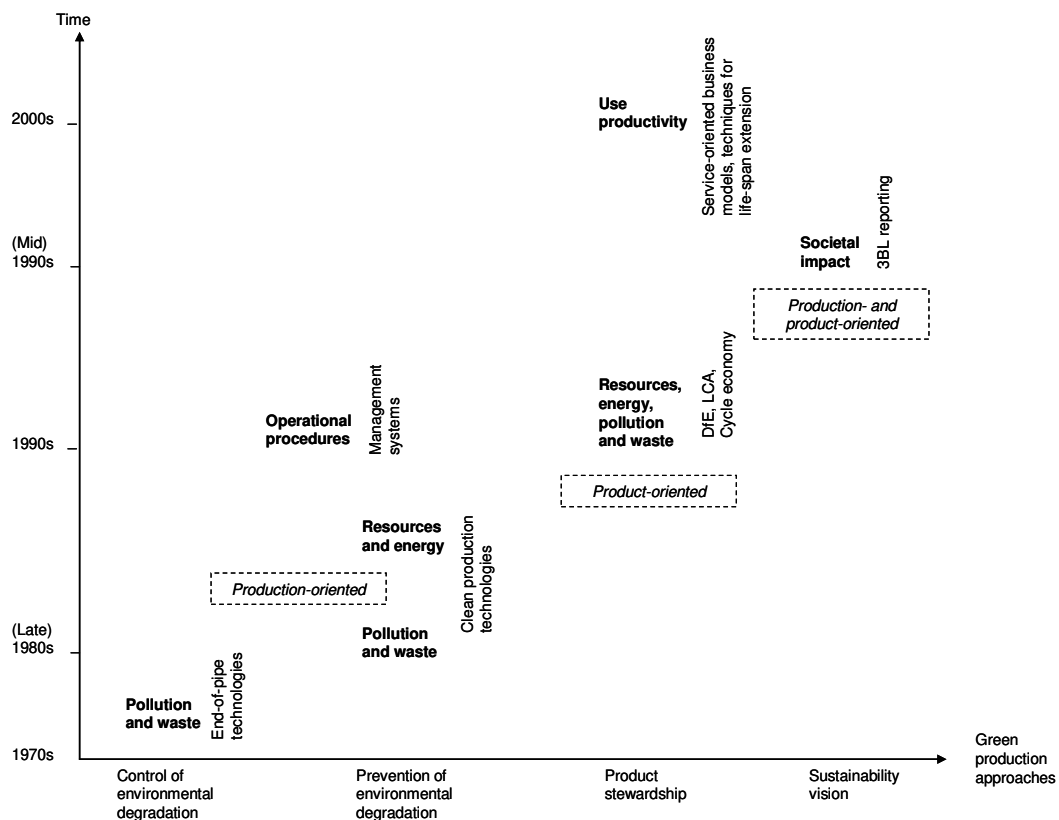 Time
2000s
(Mid)
1990s
1990s
(Late)
1980s
1970s
Use
productivity
Service-oriented business
models, techniques for
life-span extension
Societal
impact
3BL reporting
Production- and
product-oriented
Resources,
energy,
pollution
and waste
DfE, LCA,
Cycle economy
Operational
procedures
Management
systems
Product-oriented
Resources
and energy
Clean production
technologies
Production-oriented
Pollution
and waste
Pollution
and waste
End-of-pipe
technologies
Control of
environmental
degradation
Prevention of
environmental
degradation
Product
stewardship
Sustainability
vision
Green
production
approaches